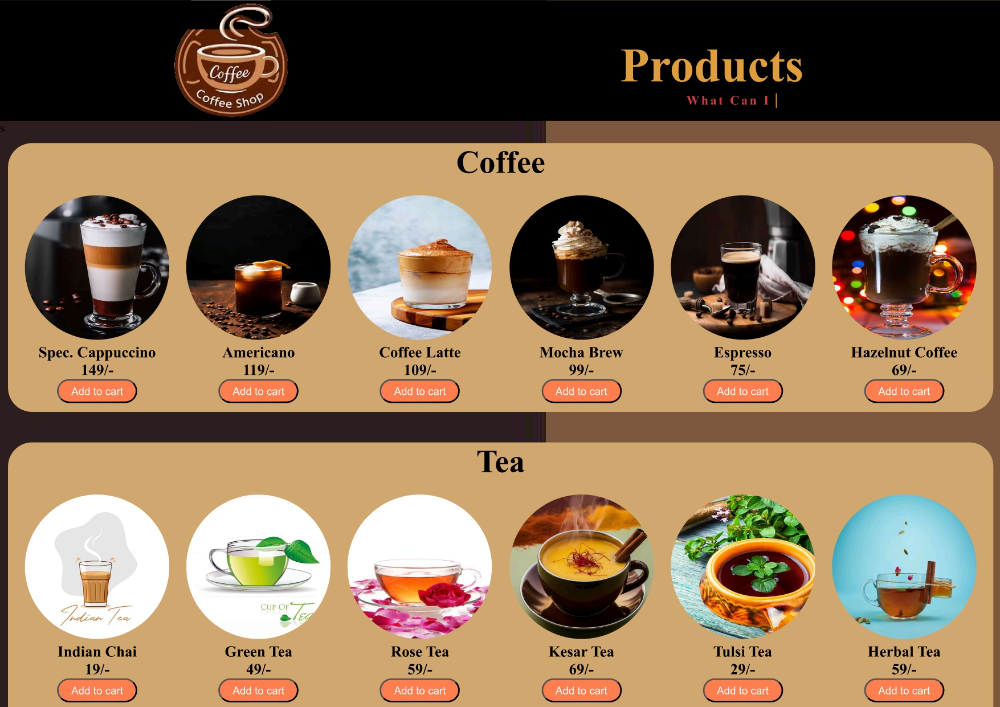 Coffee
Coffee Shop
Products
What Can I
s
Coffee
Spec. Cappuccino
149/-
Add to cart
Americano
119/-
Add to cart
Coffee Latte
109/-
Add to cart
Mocha Brew
99/-
Add to cart
Espresso
75/-
Add to cart
Hazelnut Coffee
69/-
Add to cart
Tea
Indian Tea
CUP OF
Tea
Indian Chai
19/-
Add to cart
Green Tea
49/-
Add to cart
Rose Tea
59/-
Add to cart
Kesar Tea
69/-
Add to cart
Tulsi Tea
29/-
Add to cart
Herbal Tea
59/-
Add to cart